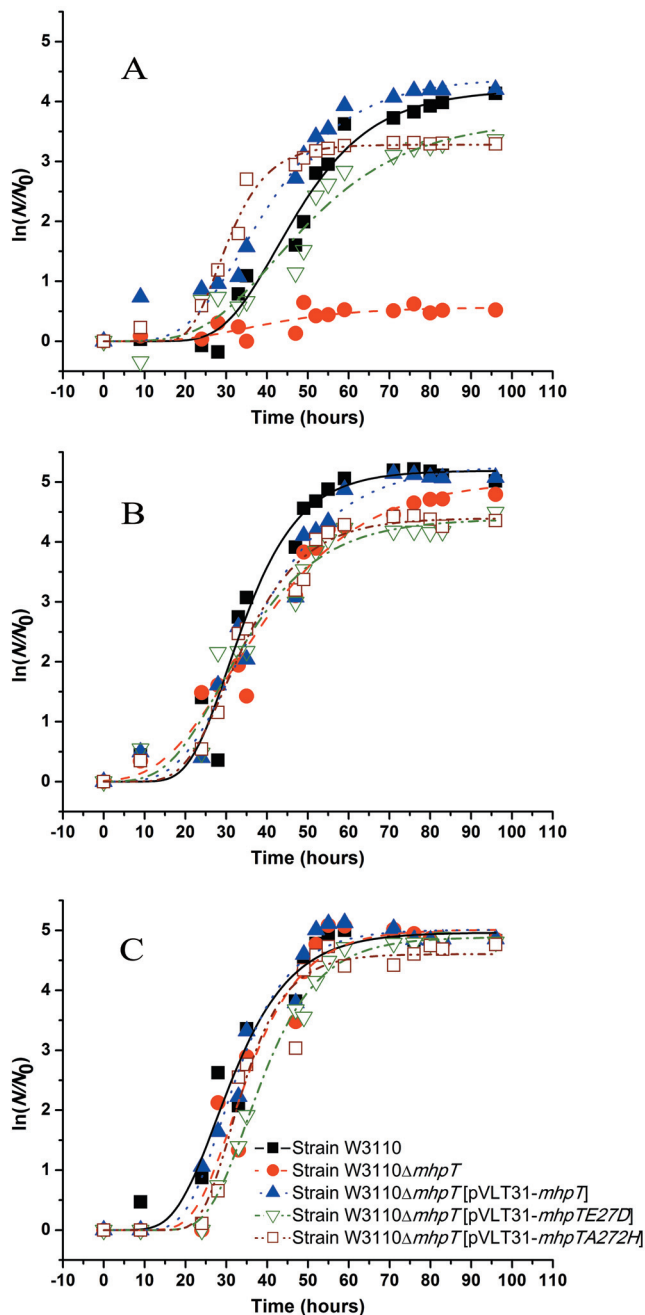 A
5
4
3
2
1
0
ln(N/N0)
-10 0 10 20 30 40 50 60 70 80 90 100 110
Time (hours)
B
5
4
3
2
1
0
ln(N/N0)
-10 0 10 20 30 40 50 60 70 80 90 100 110
Time (hours)
C
5
4
3
2
1
0
ln(N/N0)
Strain W3110
Strain W3110ΔmhpT
Strain W3110ΔmhpT [pVLT31-mhpT]
Strain W3110ΔmhpT [pVLT31-mhpTE27D]
Strain W3110ΔmhpT [pVLT31-mhpTA272H]
-10 0 10 20 30 40 50 60 70 80 90 100 110
Time (hours)